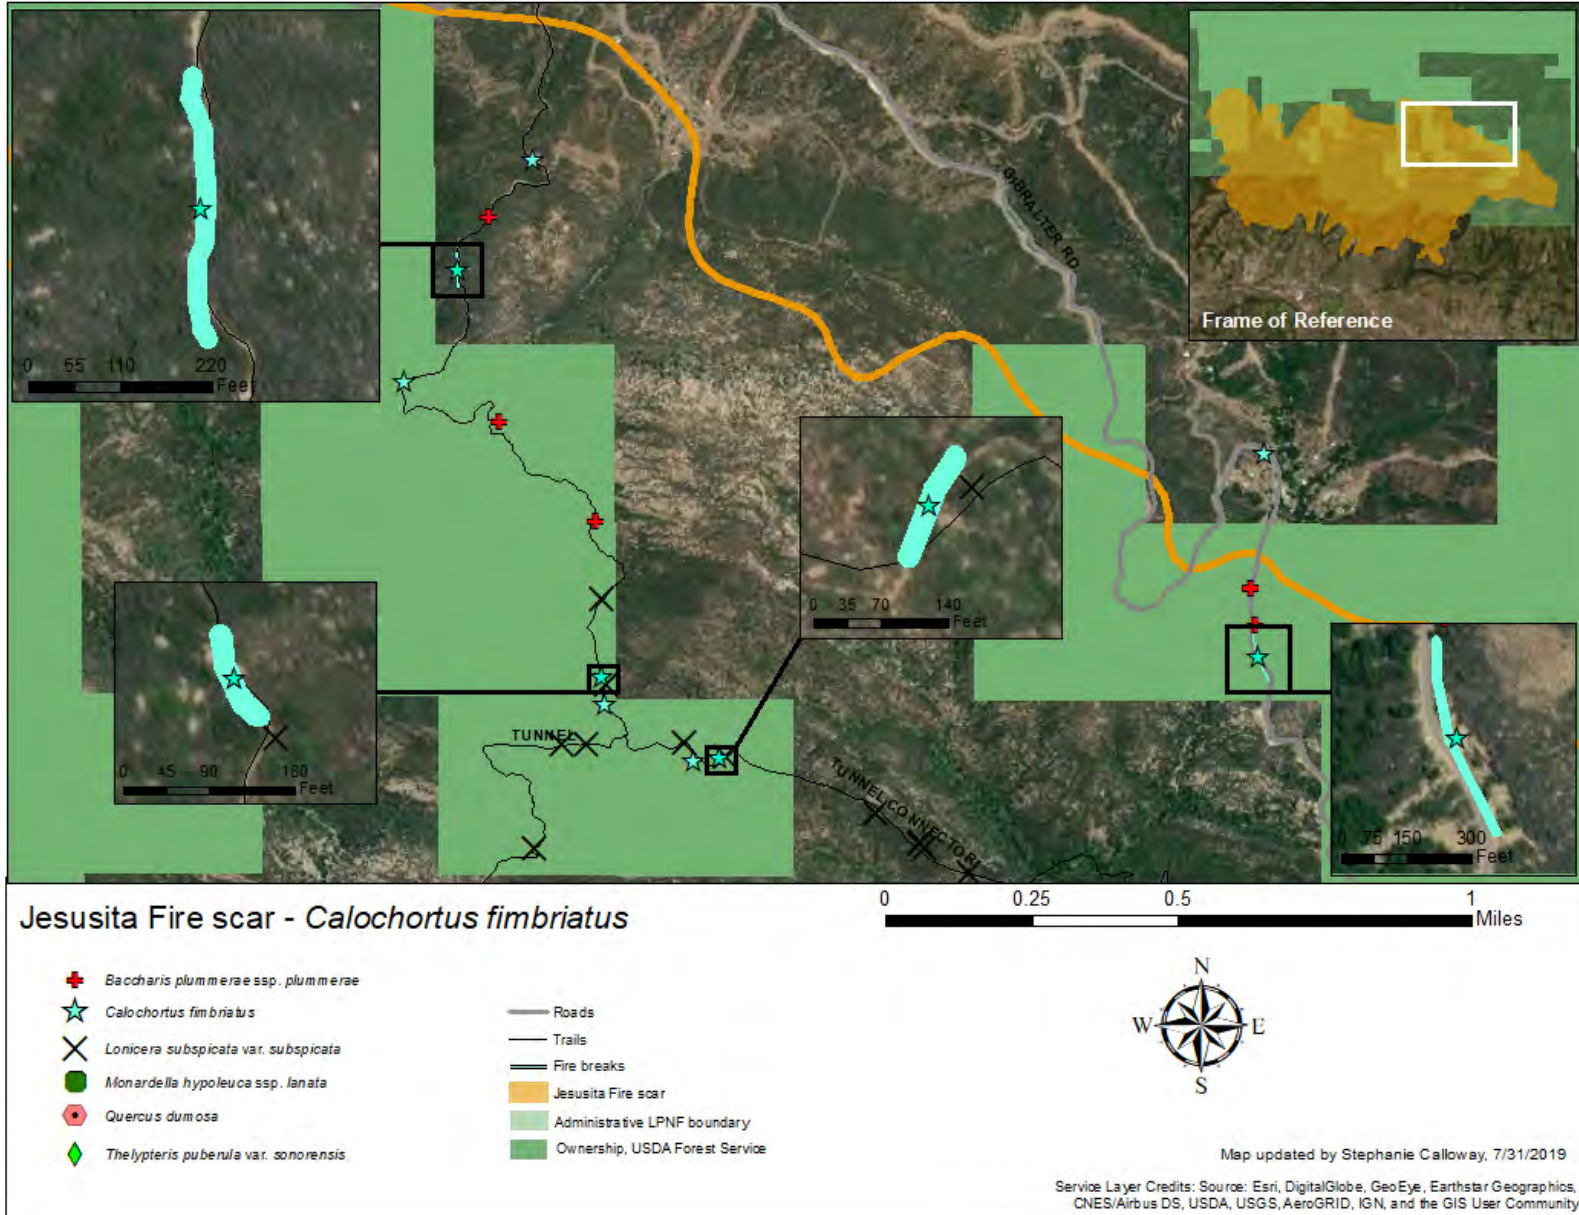 GIBRALTER RD
Frame of Reference
0 55 110 220
Feet
0 35 70 140
Feet
0 45 90 180
Feet
TUNNEL
TUNNEL CONNECTOR
0 75 150 300
Feet
Jesusita Fire scar - Calochortus fimbriatus
0 0.25 0.5 1
Miles
Baccharis plummerae ssp. plummerae
Calochortus fimbriatus
Lonicera subspicata var. subspicata
Monardella hypoleuca ssp. lanata
Quercus dumosa
Thelypteris puberula var. sonorensis
Roads
Trails
Fire breaks
Jesusita Fire scar
Administrative LPNF boundary
Ownership, USDA Forest Service
N
W E
S
Map updated by Stephanie Calloway, 7/31/2019
Service Layer Credits: Source: Esri, DigitalGlobe, GeoEye, Earthstar Geographics,
CNES/Airbus DS, USDA, USGS, AeroGRID, IGN, and the GIS User Community